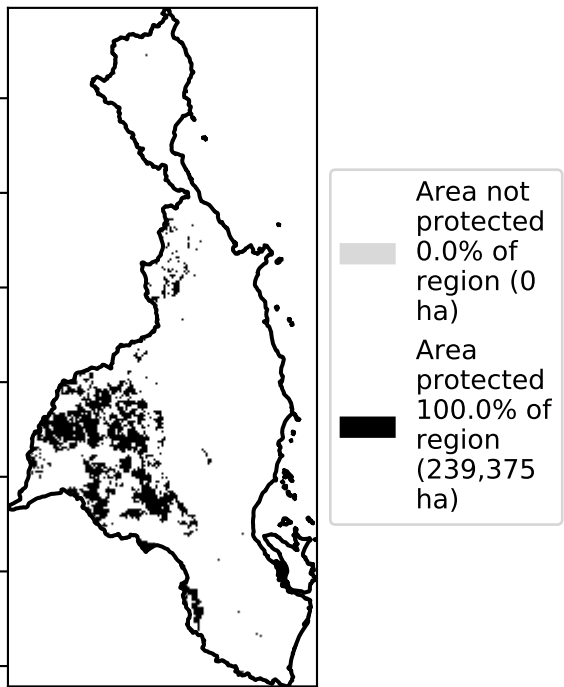 Area not
protected
0.0% of
region (0
ha)
Area
protected
100.0% of
region
(239,375
ha)